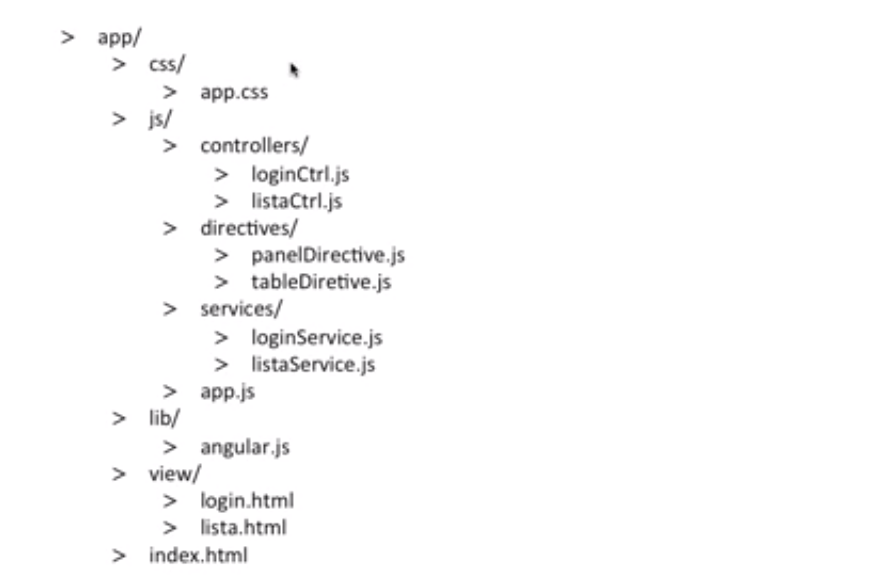 > app/
> css/
> app.css
> js/
> controllers/
> loginCtrl.js
> listaCtrl.js
> directives/
> panelDirective.js
> tableDiretive.js
> services/
> loginService.js
> listaService.js
> app.js
> lib/
> angular.js
> view/
> login.html
> lista.html
> index.html